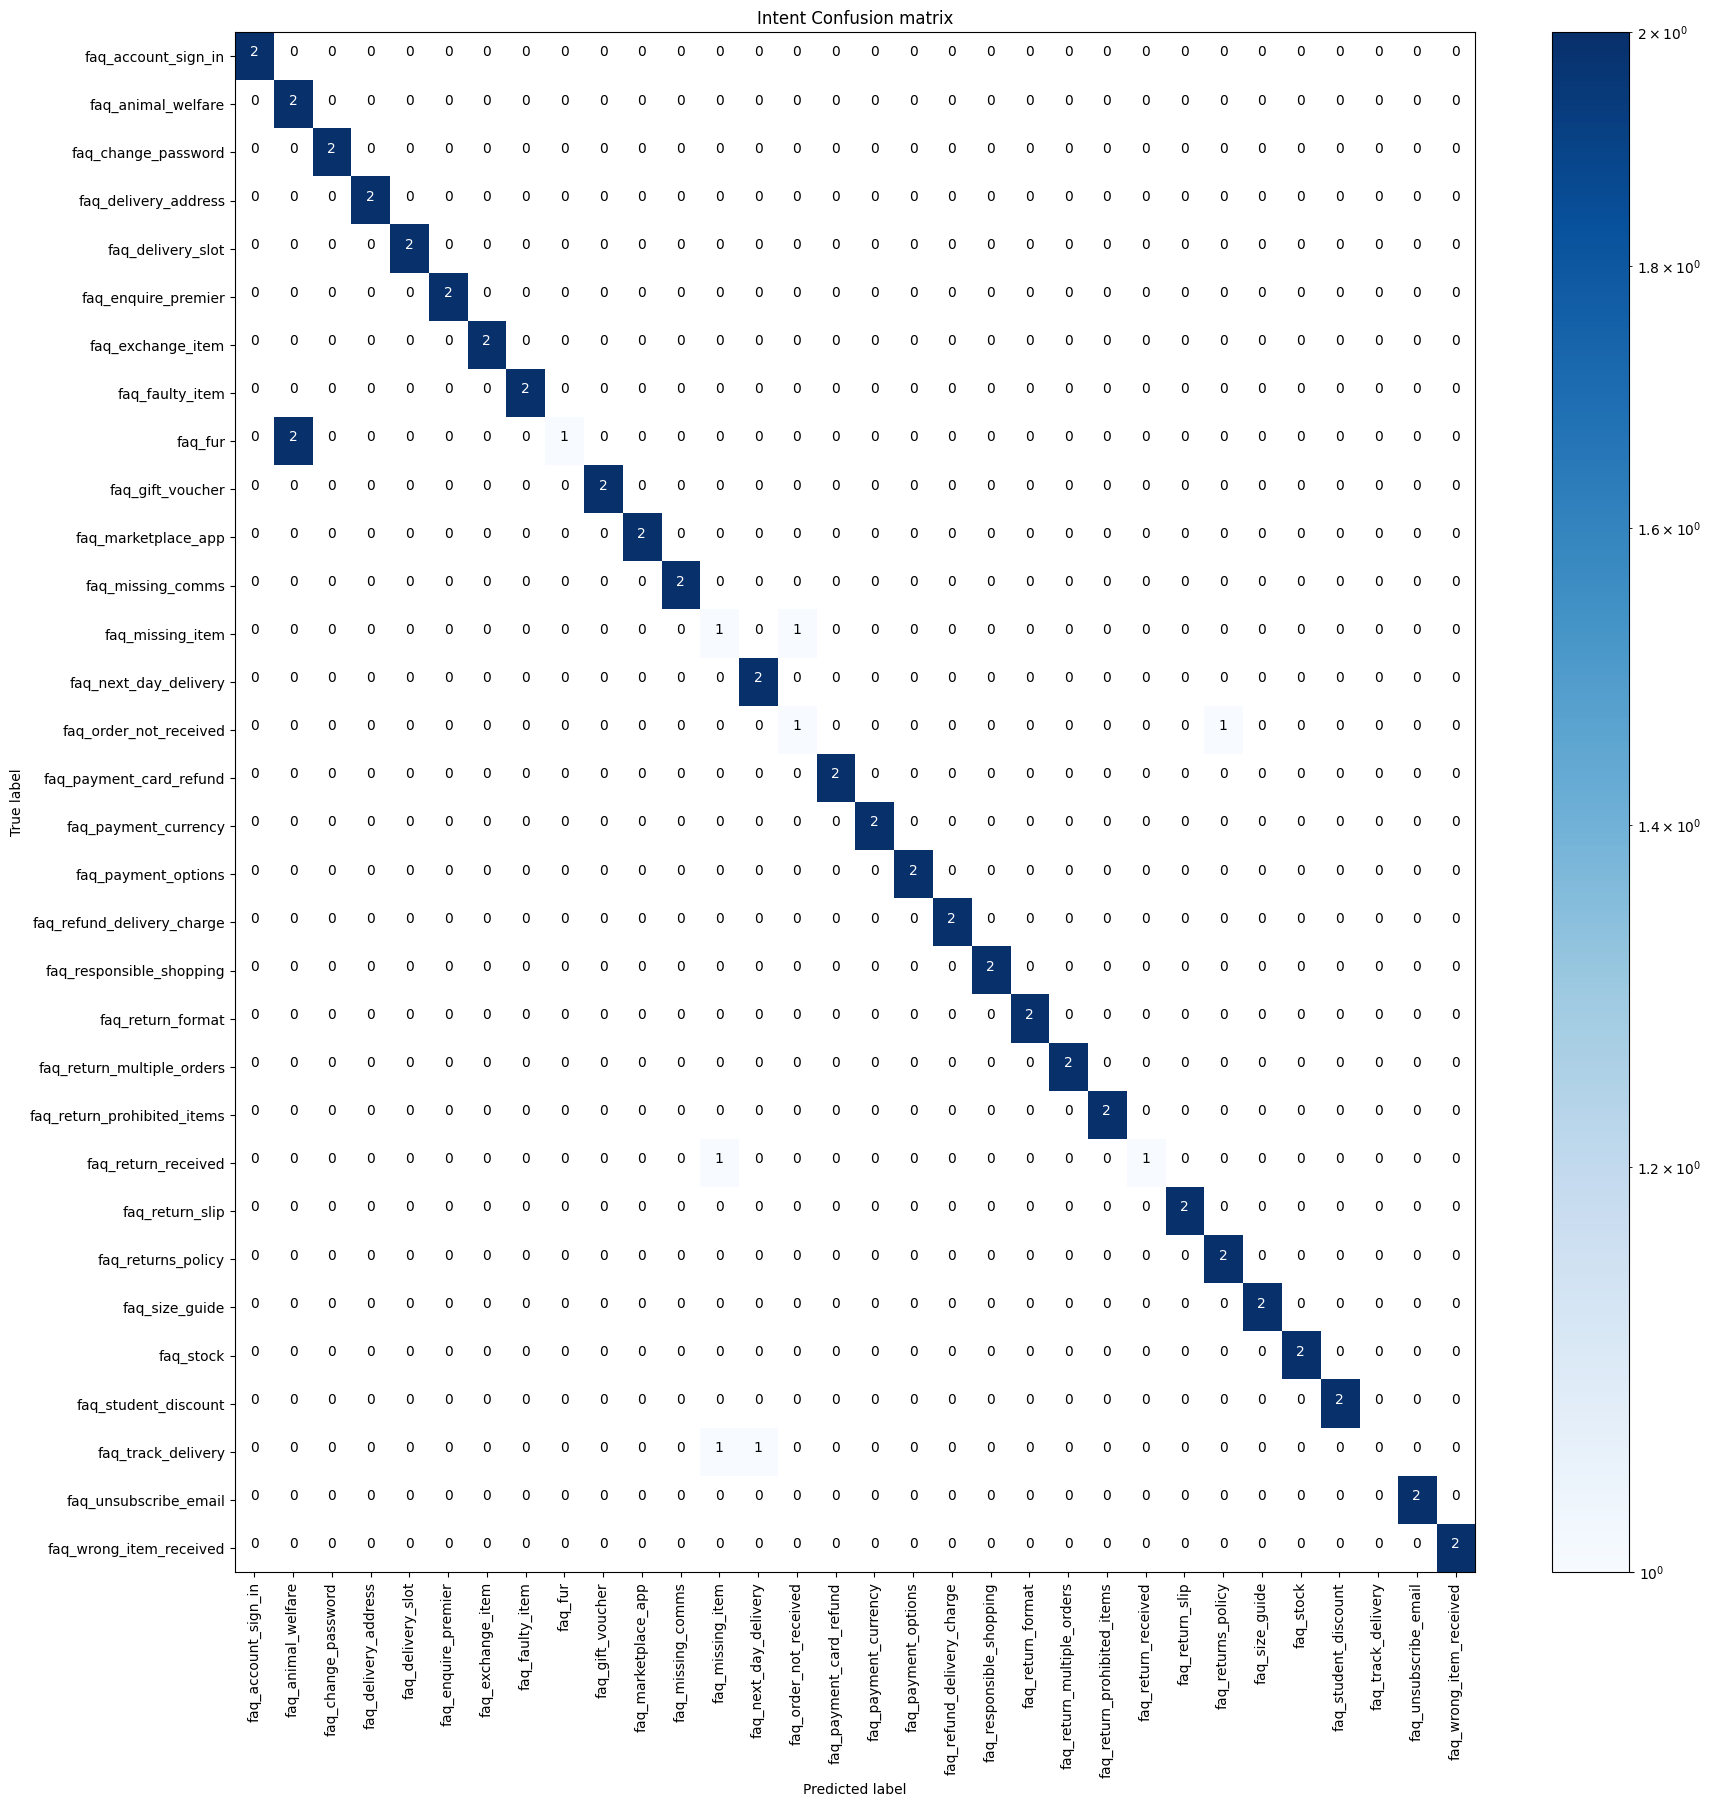 Intent Confusion matrix
faq_account_sign_in 2 0 0 0 0 0 0 0 0 0 0 0 0 0 0 0 0 0 0 0 0 0 0 0 0 0 0 0 0 0 0 0
faq_animal_welfare 0 2 0 0 0 0 0 0 0 0 0 0 0 0 0 0 0 0 0 0 0 0 0 0 0 0 0 0 0 0 0 0
faq_change_password 0 0 2 0 0 0 0 0 0 0 0 0 0 0 0 0 0 0 0 0 0 0 0 0 0 0 0 0 0 0 0 0
faq_delivery_address 0 0 0 2 0 0 0 0 0 0 0 0 0 0 0 0 0 0 0 0 0 0 0 0 0 0 0 0 0 0 0 0
faq_delivery_slot 0 0 0 0 2 0 0 0 0 0 0 0 0 0 0 0 0 0 0 0 0 0 0 0 0 0 0 0 0 0 0 0
faq_enquire_premier 0 0 0 0 0 2 0 0 0 0 0 0 0 0 0 0 0 0 0 0 0 0 0 0 0 0 0 0 0 0 0 0
faq_exchange_item 0 0 0 0 0 0 2 0 0 0 0 0 0 0 0 0 0 0 0 0 0 0 0 0 0 0 0 0 0 0 0 0
faq_faulty_item 0 0 0 0 0 0 0 2 0 0 0 0 0 0 0 0 0 0 0 0 0 0 0 0 0 0 0 0 0 0 0 0
faq_fur 0 2 0 0 0 0 0 0 1 0 0 0 0 0 0 0 0 0 0 0 0 0 0 0 0 0 0 0 0 0 0 0
faq_gift_voucher 0 0 0 0 0 0 0 0 0 2 0 0 0 0 0 0 0 0 0 0 0 0 0 0 0 0 0 0 0 0 0 0
faq_marketplace_app 0 0 0 0 0 0 0 0 0 0 2 0 0 0 0 0 0 0 0 0 0 0 0 0 0 0 0 0 0 0 0 0
faq_missing_comms 0 0 0 0 0 0 0 0 0 0 0 2 0 0 0 0 0 0 0 0 0 0 0 0 0 0 0 0 0 0 0 0
faq_missing_item 0 0 0 0 0 0 0 0 0 0 0 0 1 0 1 0 0 0 0 0 0 0 0 0 0 0 0 0 0 0 0 0
faq_next_day_delivery 0 0 0 0 0 0 0 0 0 0 0 0 0 2 0 0 0 0 0 0 0 0 0 0 0 0 0 0 0 0 0 0
faq_order_not_received 0 0 0 0 0 0 0 0 0 0 0 0 0 0 1 0 0 0 0 0 0 0 0 0 0 1 0 0 0 0 0 0
faq_payment_card_refund 0 0 0 0 0 0 0 0 0 0 0 0 0 0 0 2 0 0 0 0 0 0 0 0 0 0 0 0 0 0 0 0
faq_payment_currency 0 0 0 0 0 0 0 0 0 0 0 0 0 0 0 0 2 0 0 0 0 0 0 0 0 0 0 0 0 0 0 0
faq_payment_options 0 0 0 0 0 0 0 0 0 0 0 0 0 0 0 0 0 2 0 0 0 0 0 0 0 0 0 0 0 0 0 0
faq_refund_delivery_charge 0 0 0 0 0 0 0 0 0 0 0 0 0 0 0 0 0 0 2 0 0 0 0 0 0 0 0 0 0 0 0 0
faq_responsible_shopping 0 0 0 0 0 0 0 0 0 0 0 0 0 0 0 0 0 0 0 2 0 0 0 0 0 0 0 0 0 0 0 0
faq_return_format 0 0 0 0 0 0 0 0 0 0 0 0 0 0 0 0 0 0 0 0 2 0 0 0 0 0 0 0 0 0 0 0
faq_return_multiple_orders 0 0 0 0 0 0 0 0 0 0 0 0 0 0 0 0 0 0 0 0 0 2 0 0 0 0 0 0 0 0 0 0
faq_return_prohibited_items 0 0 0 0 0 0 0 0 0 0 0 0 0 0 0 0 0 0 0 0 0 0 2 0 0 0 0 0 0 0 0 0
faq_return_received 0 0 0 0 0 0 0 0 0 0 0 0 1 0 0 0 0 0 0 0 0 0 0 1 0 0 0 0 0 0 0 0
faq_return_slip 0 0 0 0 0 0 0 0 0 0 0 0 0 0 0 0 0 0 0 0 0 0 0 0 2 0 0 0 0 0 0 0
faq_returns_policy 0 0 0 0 0 0 0 0 0 0 0 0 0 0 0 0 0 0 0 0 0 0 0 0 0 2 0 0 0 0 0 0
faq_size_guide 0 0 0 0 0 0 0 0 0 0 0 0 0 0 0 0 0 0 0 0 0 0 0 0 0 0 2 0 0 0 0 0
faq_stock 0 0 0 0 0 0 0 0 0 0 0 0 0 0 0 0 0 0 0 0 0 0 0 0 0 0 0 2 0 0 0 0
faq_student_discount 0 0 0 0 0 0 0 0 0 0 0 0 0 0 0 0 0 0 0 0 0 0 0 0 0 0 0 0 2 0 0 0
faq_track_delivery 0 0 0 0 0 0 0 0 0 0 0 0 1 1 0 0 0 0 0 0 0 0 0 0 0 0 0 0 0 0 0 0
faq_unsubscribe_email 0 0 0 0 0 0 0 0 0 0 0 0 0 0 0 0 0 0 0 0 0 0 0 0 0 0 0 0 0 0 2 0
faq_wrong_item_received 0 0 0 0 0 0 0 0 0 0 0 0 0 0 0 0 0 0 0 0 0 0 0 0 0 0 0 0 0 0 0 2
True label
faq_account_sign_in
faq_animal_welfare
faq_change_password
faq_delivery_address
faq_delivery_slot
faq_enquire_premier
faq_exchange_item
faq_faulty_item
faq_fur
faq_gift_voucher
faq_marketplace_app
faq_missing_comms
faq_missing_item
faq_next_day_delivery
faq_order_not_received
faq_payment_card_refund
faq_payment_currency
faq_payment_options
faq_refund_delivery_charge
faq_responsible_shopping
faq_return_format
faq_return_multiple_orders
faq_return_prohibited_items
faq_return_received
faq_return_slip
faq_returns_policy
faq_size_guide
faq_stock
faq_student_discount
faq_track_delivery
faq_unsubscribe_email
faq_wrong_item_received
Predicted label
2 × 10⁰
1.8 × 10⁰
1.6 × 10⁰
1.4 × 10⁰
1.2 × 10⁰
10⁰